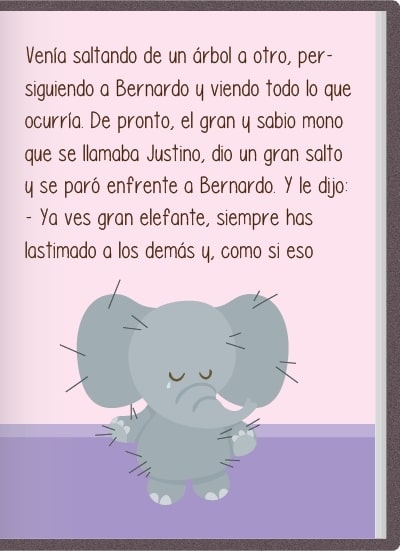 Venía saltando de un árbol a otro, per-
siguiendo a Bernardo y viendo todo lo que
ocurría. De pronto, el gran y sabio mono
que se llamaba Justino, dio un gran salto
y se paró enfrente a Bernardo. Y le dijo:
- Ya ves gran elefante, siempre has
lastimado a los demás y, como si eso